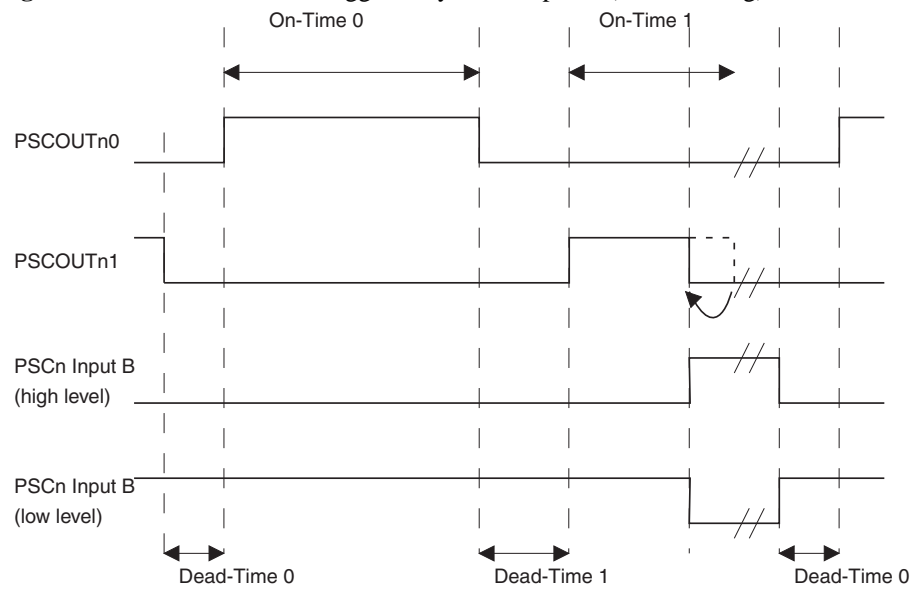 On-Time 0
On-Time 1
PSCOUTn0
PSCOUTn1
PSCn Input B
(high level)
PSCn Input B
(low level)
Dead-Time 0
Dead-Time 1
Dead-Time 0